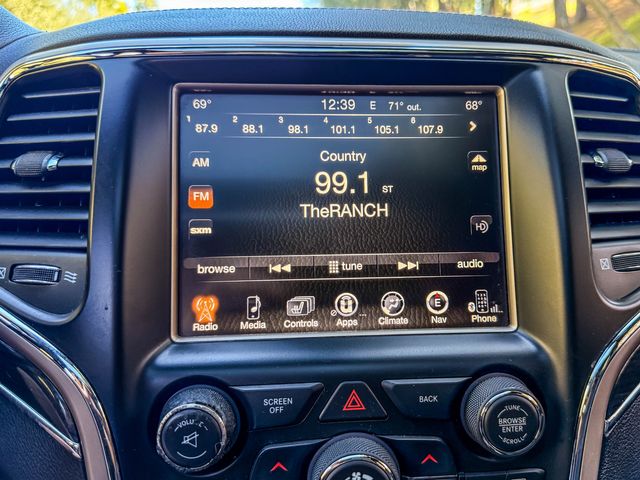 69° 12:39 E 71° out. 68°
1 87.9 2 88.1 3 98.1 4 101.1 5 105.1 6 107.9
AM
Country
map
FM
99.1 ST
sxm
TheRANCH
HD
browse tune audio
Radio Media Controls Apps Climate Nav Phone
E
VOLUME
SCREEN OFF
BACK
TUNE
BROWSE
ENTER
SCROLL